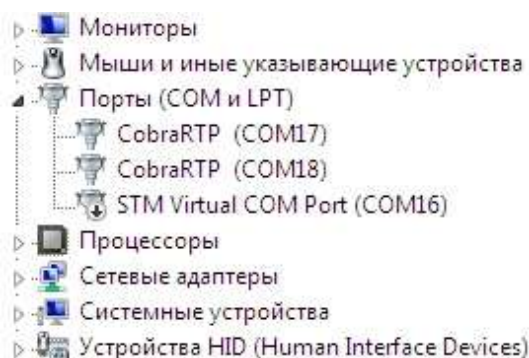 Мониторы
Мыши и иные указывающие устройства
Порты (COM и LPT)
CobraRTP (COM17)
CobraRTP (COM18)
STM Virtual COM Port (COM16)
Процессоры
Сетевые адаптеры
Системные устройства
Устройства HID (Human Interface Devices)